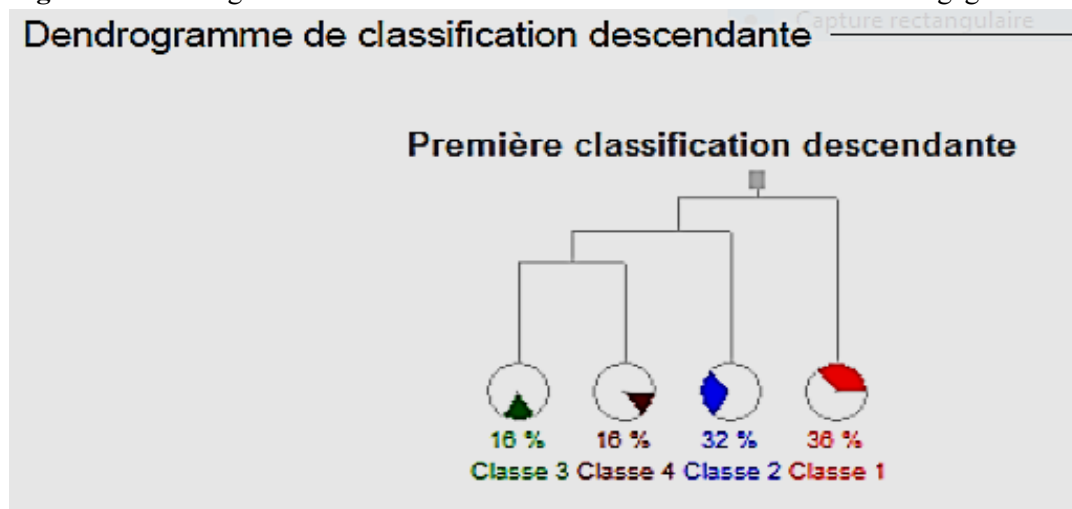 Capture rectangulaire
Dendrogramme de classification descendante
Première classification descendante
16 % 16 % 32 % 36 %
Classe 3 Classe 4 Classe 2 Classe 1